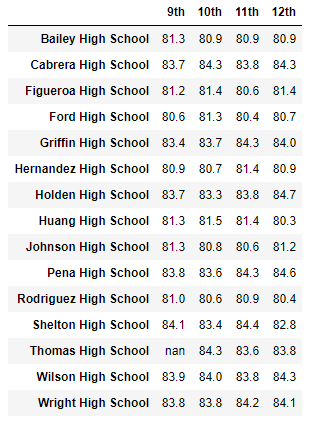 9th 10th 11th 12th
Bailey High School 81.3 80.9 80.9 80.9
Cabrera High School 83.7 84.3 83.8 84.3
Figueroa High School 81.2 81.4 80.6 81.4
Ford High School 80.6 81.3 80.4 80.7
Griffin High School 83.4 83.7 84.3 84.0
Hernandez High School 80.9 80.7 81.4 80.9
Holden High School 83.7 83.3 83.8 84.7
Huang High School 81.3 81.5 81.4 80.3
Johnson High School 81.3 80.8 80.6 81.2
Pena High School 83.8 83.6 84.3 84.6
Rodriguez High School 81.0 80.6 80.9 80.4
Shelton High School 84.1 83.4 84.4 82.8
Thomas High School nan 84.3 83.6 83.8
Wilson High School 83.9 84.0 83.8 84.3
Wright High School 83.8 83.8 84.2 84.1